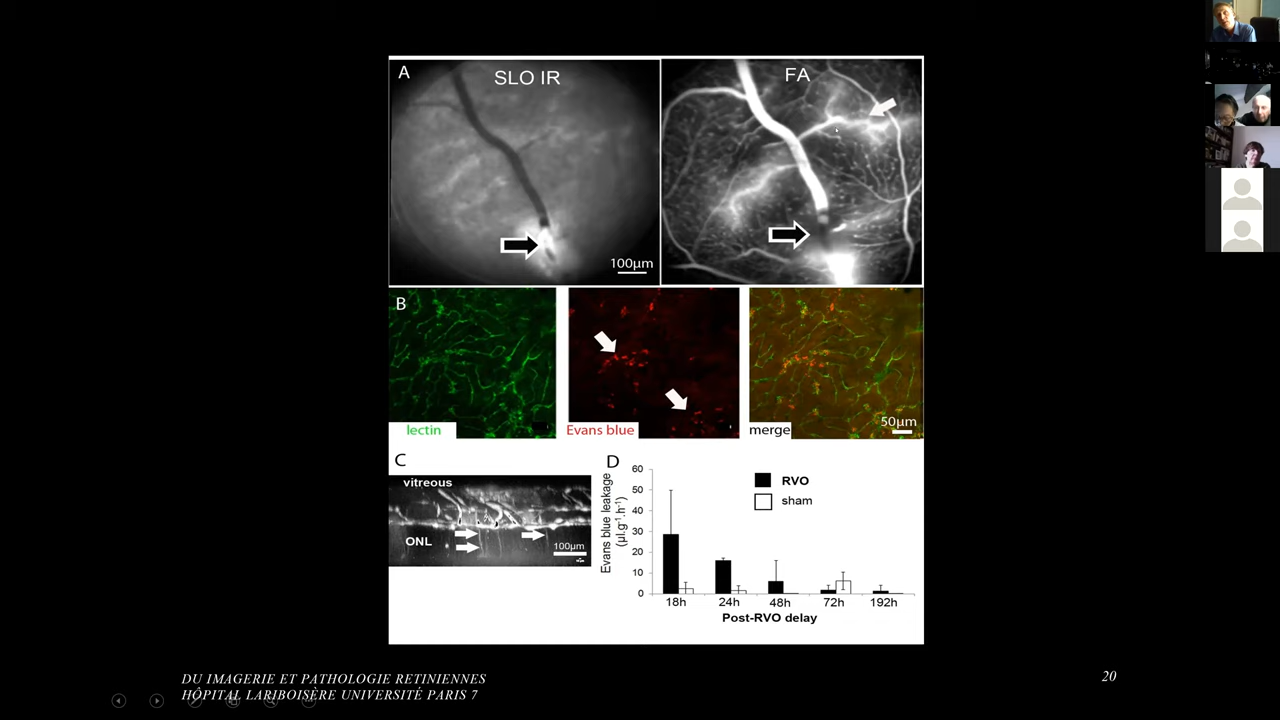 A
SLO IR
FA
100µm
B
lectin
Evans blue
merge
50µm
C
vitreous
ONL
100µm
D
Evans blue leakage
(µl.g⁻¹.h⁻¹)
60
50
40
30
20
10
0
RVO
sham
18h
24h
48h
72h
192h
Post-RVO delay
DU IMAGERIE ET PATHOLOGIE RETINIENNES
HÔPITAL LARIBOISÈRE UNIVERSITÉ PARIS 7
20